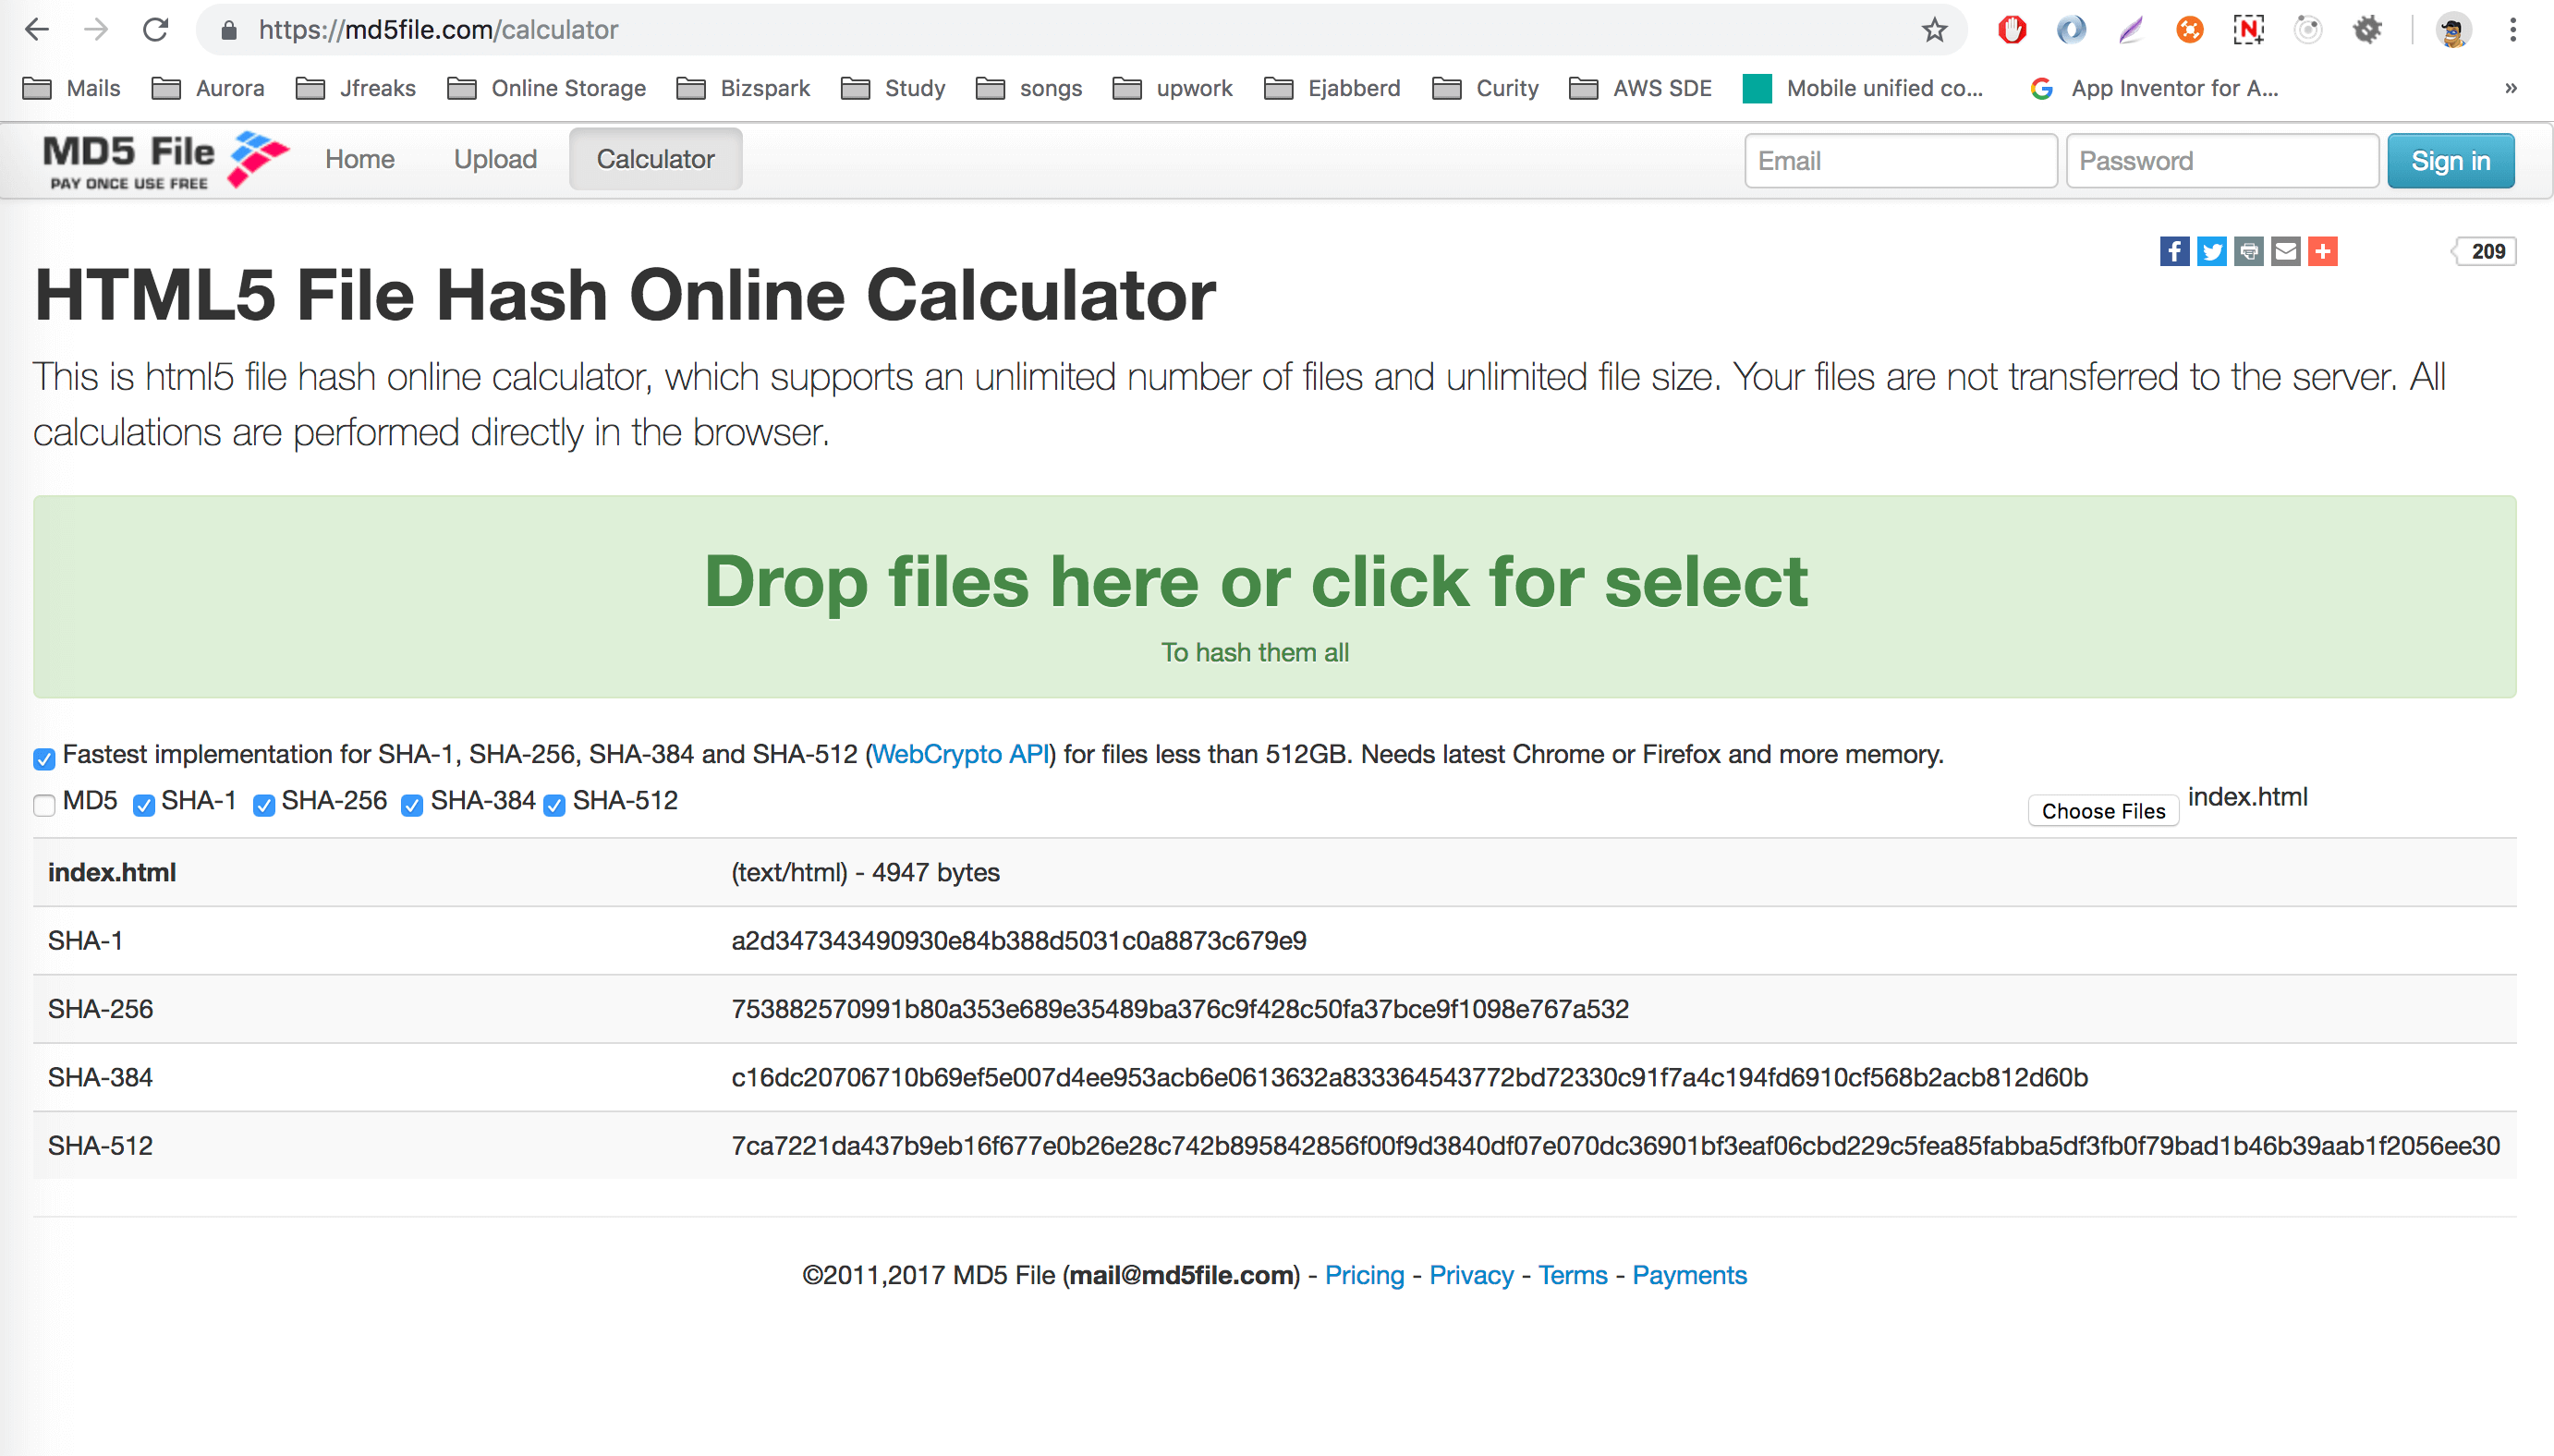 https://md5file.com/calculator
Mails Aurora Jfreaks Online Storage Bizspark Study songs upwork Ejabberd Curity AWS SDE Mobile unified co... App Inventor for A... »
MD5 File
PAY ONCE USE FREE
Home Upload Calculator Email Password Sign in
209
HTML5 File Hash Online Calculator
This is html5 file hash online calculator, which supports an unlimited number of files and unlimited file size. Your files are not transferred to the server. All
calculations are performed directly in the browser.
Drop files here or click for select
To hash them all
Fastest implementation for SHA-1, SHA-256, SHA-384 and SHA-512 (WebCrypto API) for files less than 512GB. Needs latest Chrome or Firefox and more memory.
MD5 SHA-1 SHA-256 SHA-384 SHA-512 Choose Files index.html
index.html (text/html) - 4947 bytes
SHA-1 a2d347343490930e84b388d5031c0a8873c679e9
SHA-256 753882570991b80a353e689e35489ba376c9f428c50fa37bce9f1098e767a532
SHA-384 c16dc20706710b69ef5e007d4ee953acb6e0613632a833364543772bd72330c91f7a4c194fd6910cf568b2acb812d60b
SHA-512 7ca7221da437b9eb16f677e0b26e28c742b895842856f00f9d3840df07e070dc36901bf3eaf06cbd229c5fea85fabba5df3fb0f79bad1b46b39aab1f2056ee30
©2011,2017 MD5 File (mail@md5file.com) - Pricing - Privacy - Terms - Payments